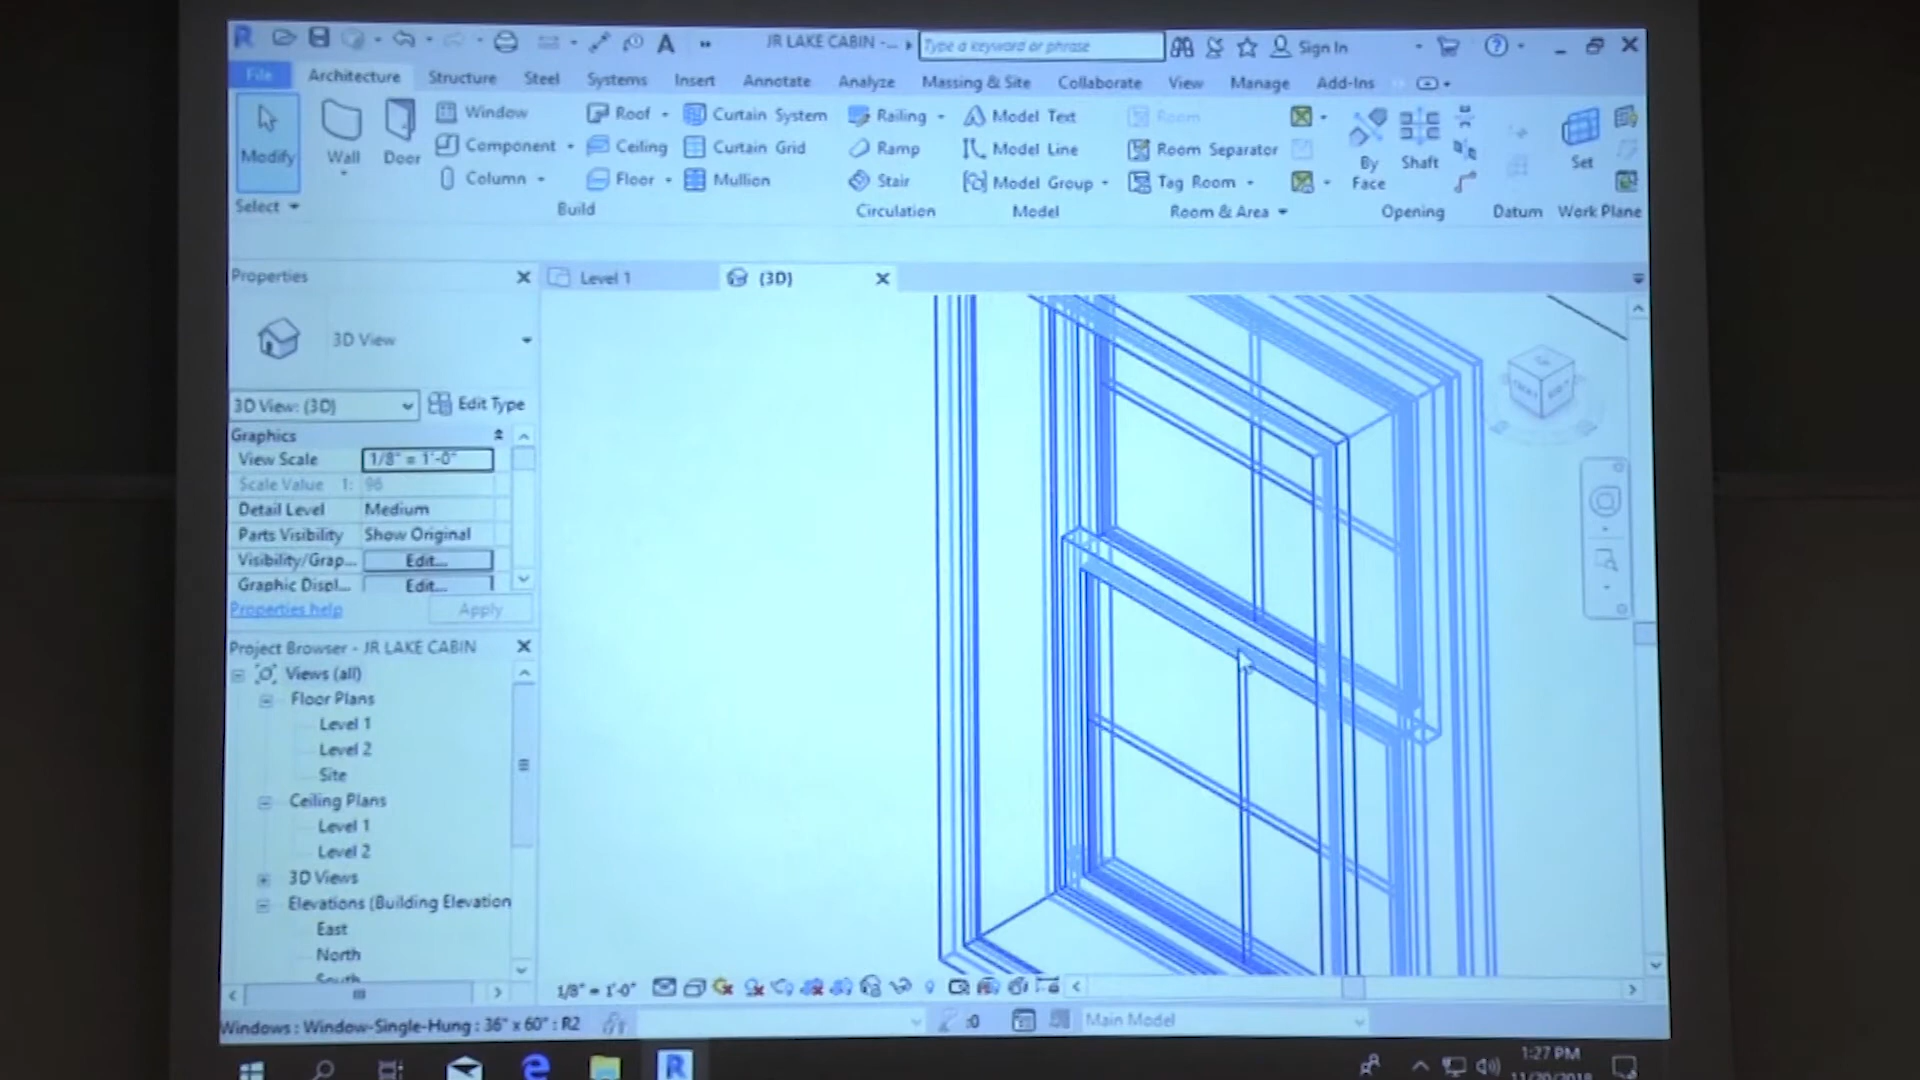 JR LAKE CABIN -...
Type a keyword or phrase
Sign In
File Architecture Structure Steel Systems Insert Annotate Analyze Massing & Site Collaborate View Manage Add-Ins
Modify
Wall
Door
Window
Component
Column
Roof
Ceiling
Floor
Curtain System
Curtain Grid
Mullion
Railing
Ramp
Stair
Model Text
Model Line
Model Group
Room
Room Separator
Tag Room
By Face
Shaft
Set
Select
Build
Circulation
Model
Room & Area
Opening
Datum
Work Plane
Properties
Level 1
{3D}
3D View
3D View: {3D}
Edit Type
Graphics
View Scale 1/8" = 1'-0"
Scale Value 1: 96
Detail Level Medium
Parts Visibility Show Original
Visibility/Grap... Edit...
Graphic Displ... Edit...
Properties help
Apply
Project Browser - JR LAKE CABIN
Views (all)
Floor Plans
Level 1
Level 2
Site
Ceiling Plans
Level 1
Level 2
3D Views
Elevations (Building Elevation
East
North
South
1/8" = 1'-0"
Windows : Window-Single-Hung : 36" x 60" : R2
:0
Main Model
1:27 PM
11/20/2018